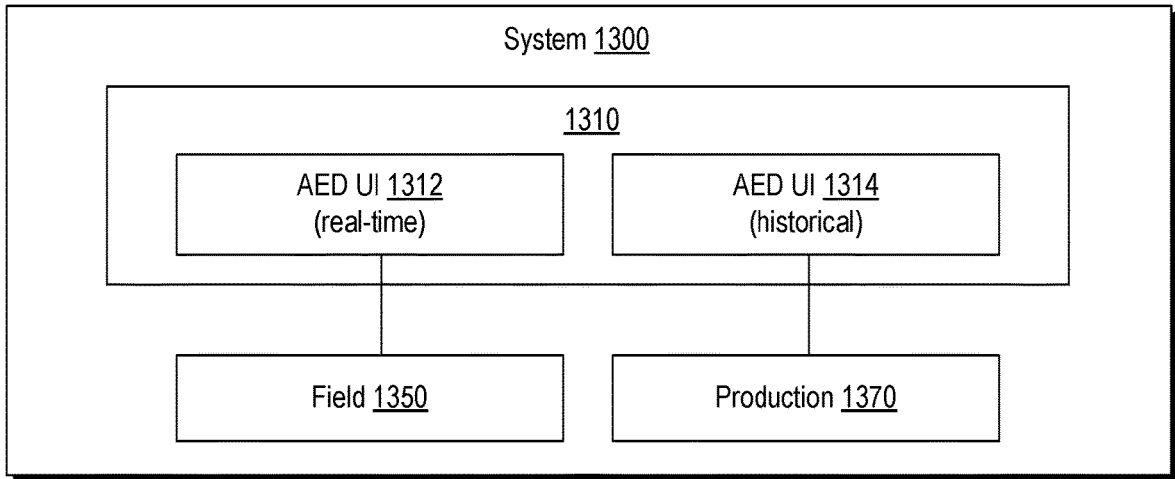 System 1300
1310
AED UI 1312
(real-time)
AED UI 1314
(historical)
Field 1350
Production 1370